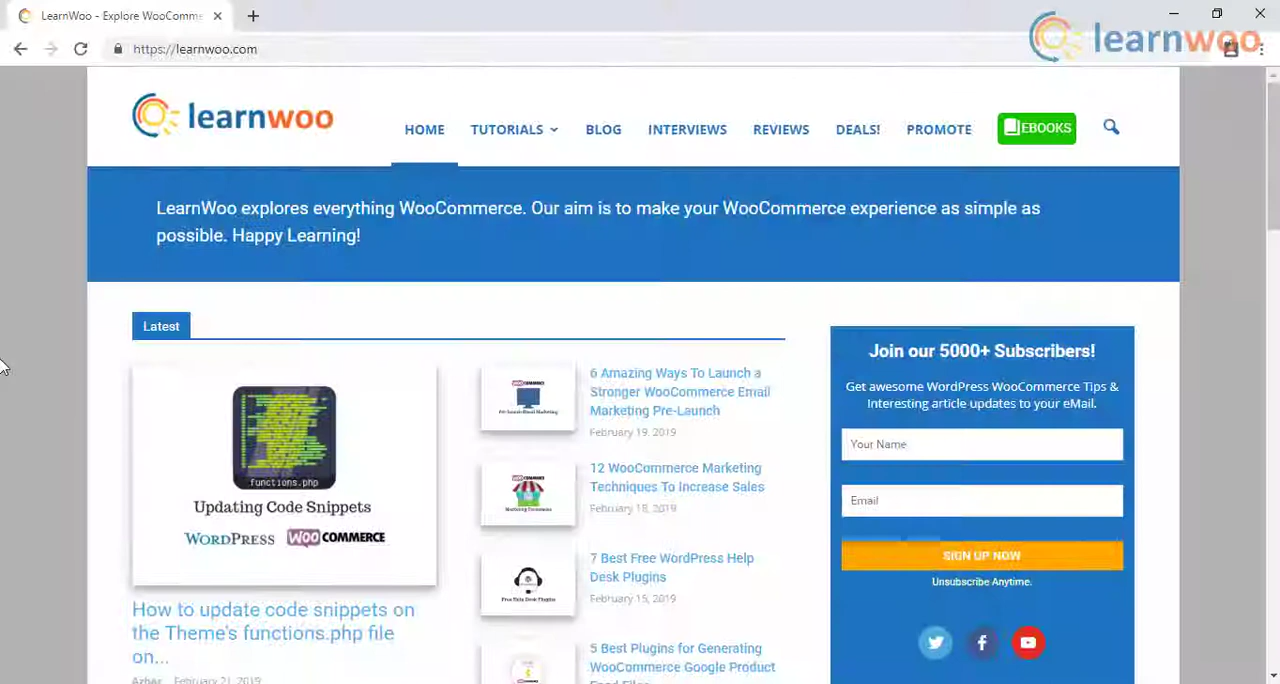 LearnWoo - Explore WooComme
https://learnwoo.com
learnwoo
learnwoo
HOME
TUTORIALS
BLOG
INTERVIEWS
REVIEWS
DEALS!
PROMOTE
EBOOKS
LearnWoo explores everything WooCommerce. Our aim is to make your WooCommerce experience as simple as
possible. Happy Learning!
Latest
functions.php
Updating Code Snippets
WORDPRESS WOOCOMMERCE
How to update code snippets on
the Theme's functions.php file
on...
Azhar February 21, 2019
6 Amazing Ways To Launch a
Stronger WooCommerce Email
Marketing Pre-Launch
February 19, 2019
12 WooCommerce Marketing
Techniques To Increase Sales
February 18, 2019
7 Best Free WordPress Help
Desk Plugins
February 15, 2019
5 Best Plugins for Generating
WooCommerce Google Product
Feed Files
Join our 5000+ Subscribers!
Get awesome WordPress WooCommerce Tips &
Interesting article updates to your eMail.
Your Name
Email
SIGN UP NOW
Unsubscribe Anytime.